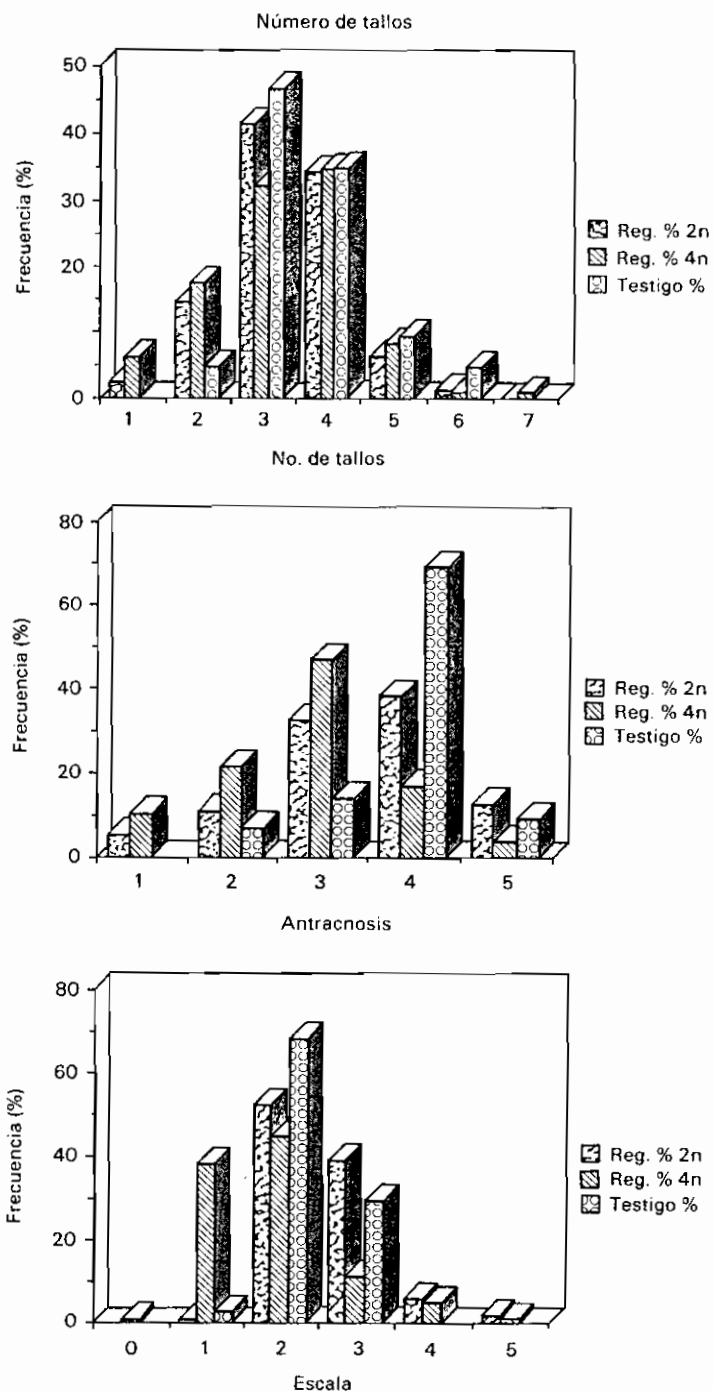 Número de tallos
50
40
30
20
0
Frecuencia (%)
Reg. % 2n
Reg. % 4n
Testigo %
1 2 3 4 5 6 7
No. de tallos
80
60
40
20
0
Frecuencia (%)
Reg. % 2n
Reg. % 4n
Testigo %
1 2 3 4 5
Antracnosis
80
60
40
20
0
Frecuencia (%)
Reg. % 2n
Reg. % 4n
Testigo %
0 1 2 3 4 5
Escala